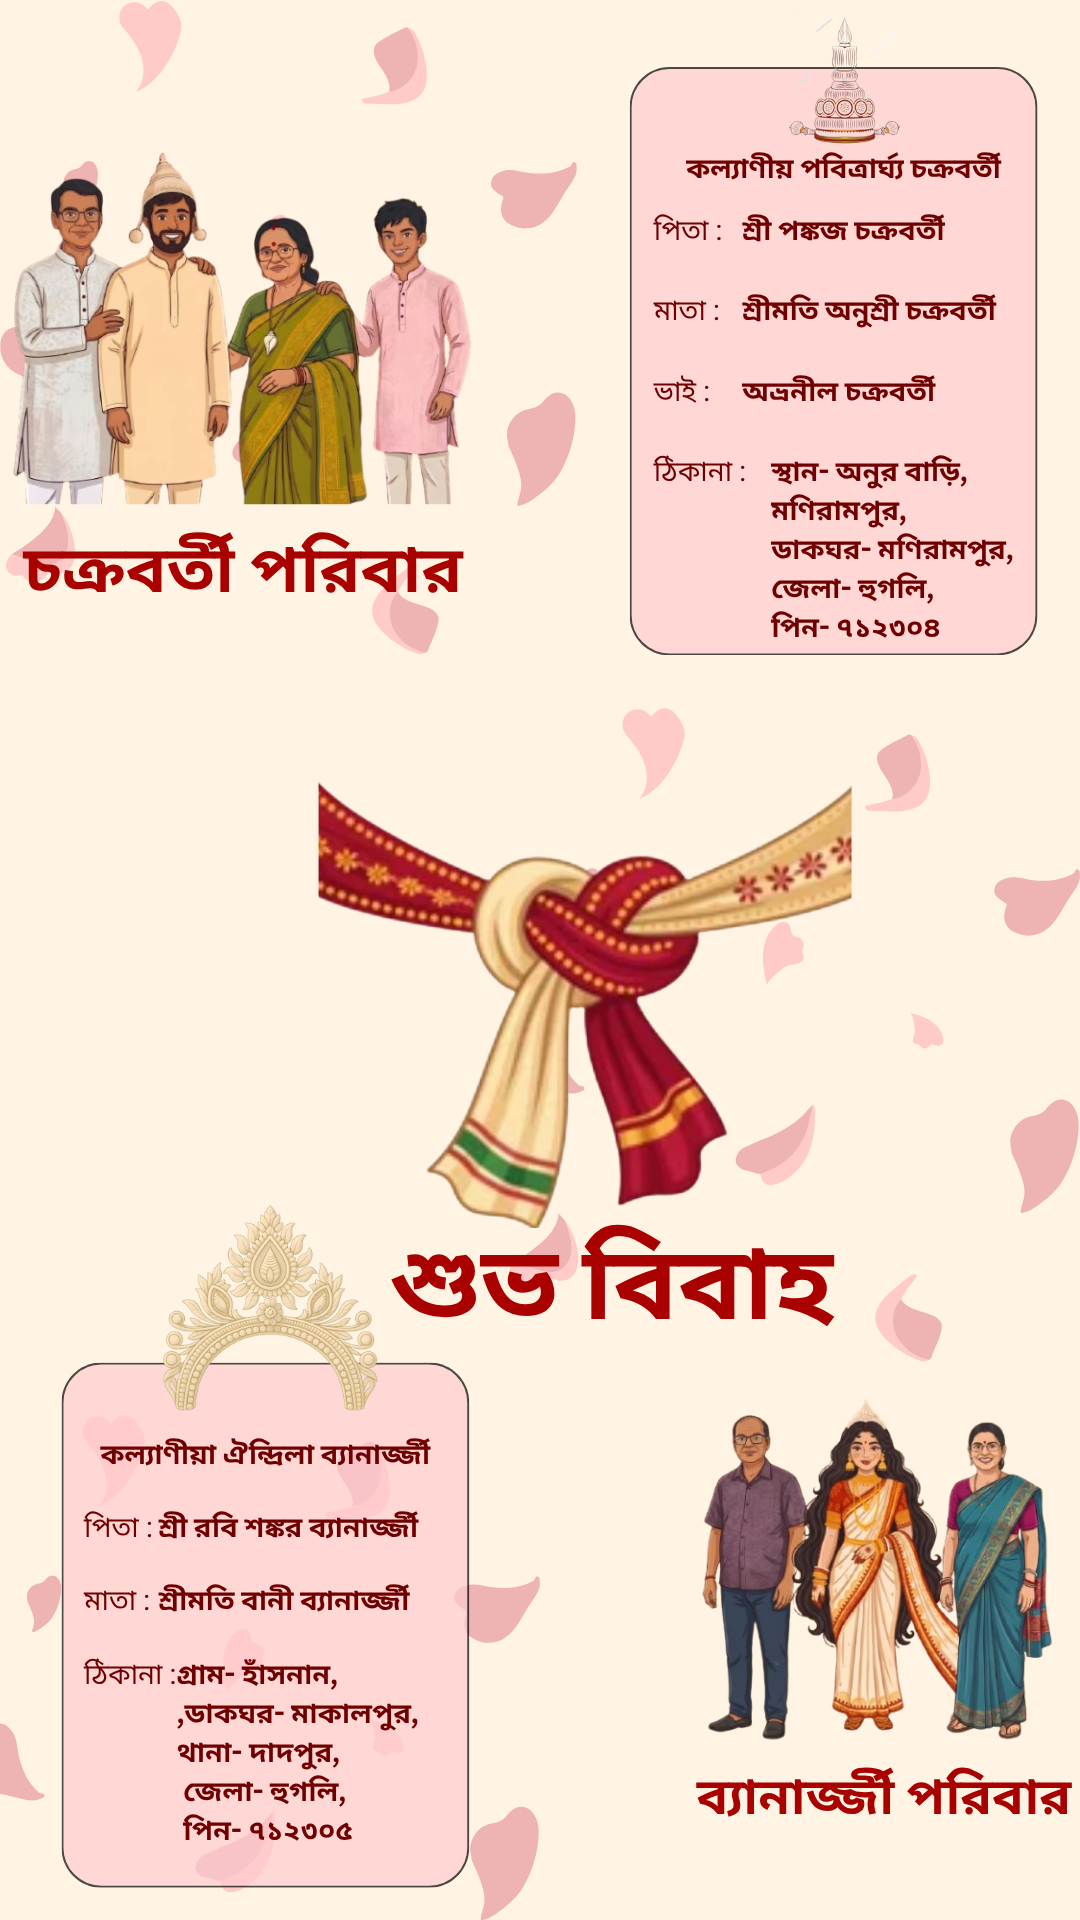 কল্যাণীয় পবিত্রার্ঘ্য চক্রবর্তী
পিতা : শ্রী পঙ্কজ চক্রবর্তী
মাতা : শ্রীমতি অনুশ্রী চক্রবর্তী
ভাই : অভ্রনীল চক্রবর্তী
ঠিকানা : স্থান- অনুর বাড়ি,
মণিরামপুর,
ডাকঘর- মণিরামপুর,
জেলা- হুগলি,
পিন- ৭১২৩০৪
চক্রবর্তী পরিবার
শুভ বিবাহ
কল্যাণীয়া ঐন্দ্রিলা ব্যানার্জ্জী
পিতা : শ্রী রবি শঙ্কর ব্যানার্জ্জী
মাতা : শ্রীমতি বানী ব্যানার্জ্জী
ঠিকানা :গ্রাম- হাঁসনান,
,ডাকঘর- মাকালপুর,
থানা- দাদপুর,
জেলা- হুগলি,
পিন- ৭১২৩০৫
ব্যানার্জ্জী পরিবার